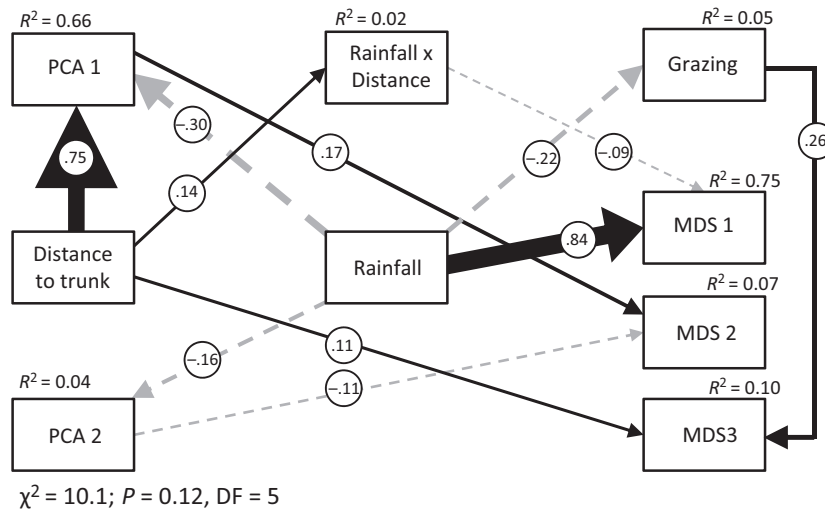 R² = 0.66
R² = 0.02
R² = 0.05
PCA 1
Rainfall x
Distance
Grazing
–.30
.26
.75
.17
–.22
–.09
.14
R² = 0.75
Distance
to trunk
Rainfall
.84
MDS 1
R² = 0.07
MDS 2
.11
–.16
–.11
R² = 0.04
R² = 0.10
PCA 2
MDS3
χ² = 10.1; P = 0.12, DF = 5